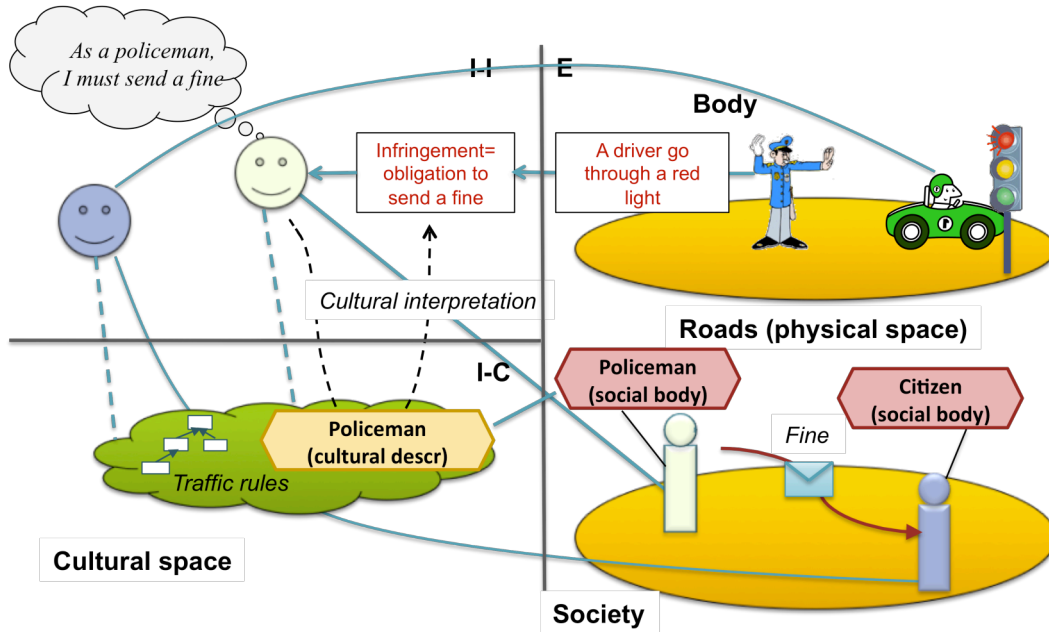 As a policeman,
I must send a fine
I-I
E
Body
Infringement=
obligation to
send a fine
A driver go
through a red
light
1
Cultural interpretation
Roads (physical space)
I-C
Policeman
(social body)
Citizen
(social body)
Policeman
(cultural descr)
Fine
Traffic rules
Cultural space
Society